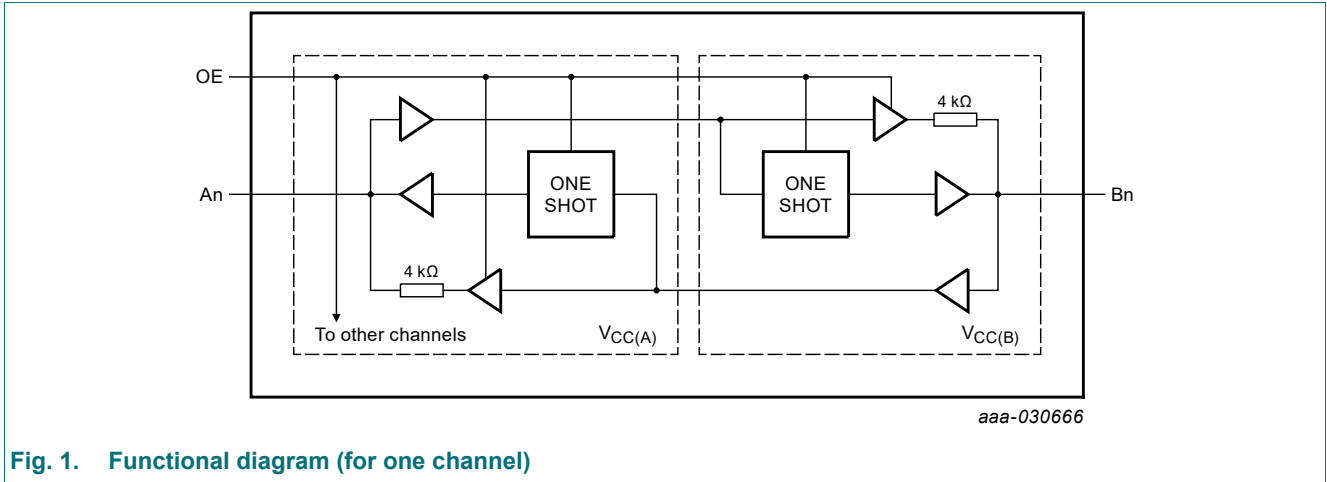 OE
4 kΩ
An
ONE
SHOT
ONE
SHOT
Bn
4 kΩ
To other channels
VCC(A)
VCC(B)
aaa-030666
Fig. 1. Functional diagram (for one channel)